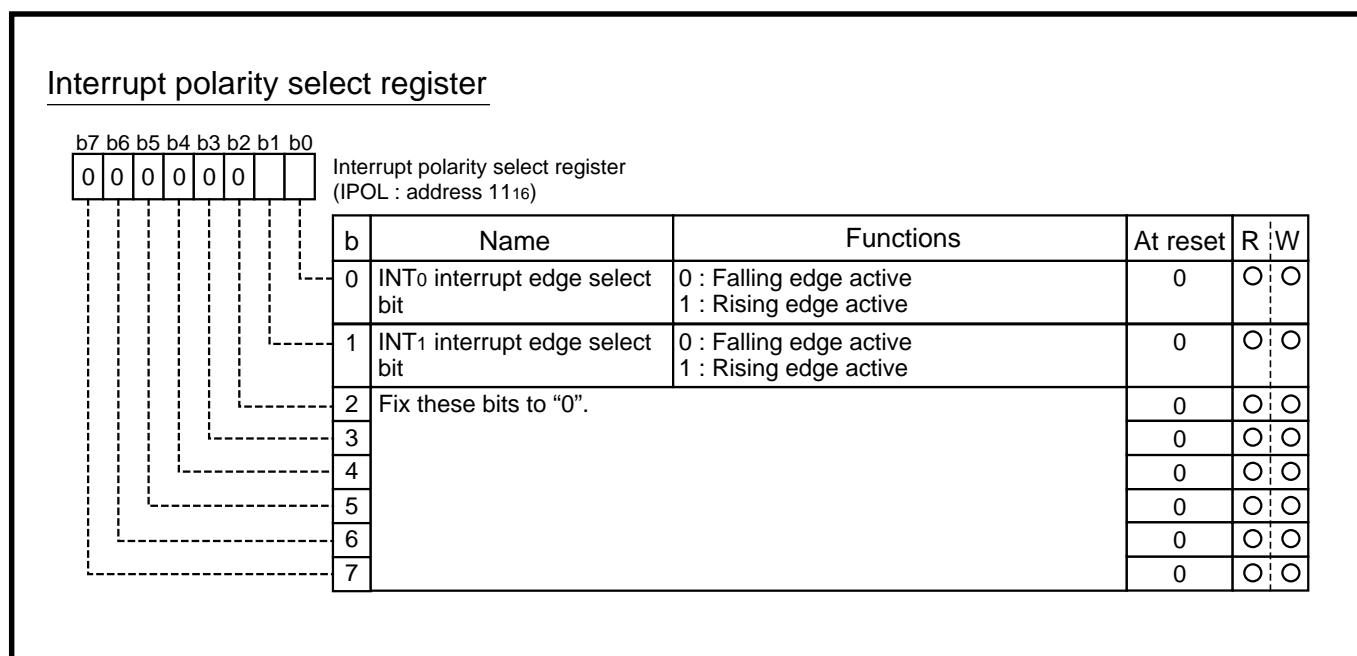 Interrupt polarity select register
b7 b6 b5 b4 b3 b2 b1 b0
0 0 0 0 0 0
Interrupt polarity select register
(IPOL : address 1116)
b Name Functions At reset R W
0 INT0 interrupt edge select bit 0 : Falling edge active 0 ○ ○
1 : Rising edge active
1 INT1 interrupt edge select bit 0 : Falling edge active 0 ○ ○
1 : Rising edge active
2 Fix these bits to “0”. 0 ○ ○
3 0 ○ ○
4 0 ○ ○
5 0 ○ ○
6 0 ○ ○
7 0 ○ ○